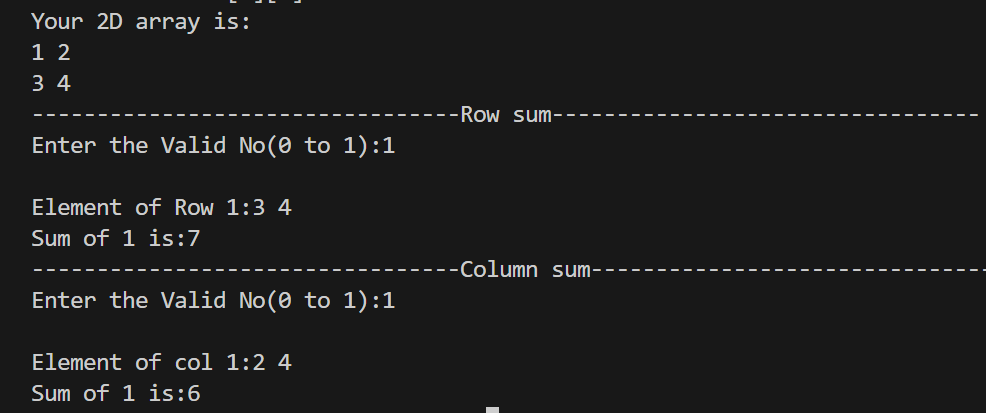 Your 2D array is:
1 2
3 4
---------------------------------Row sum---------------------------------
Enter the Valid No(0 to 1):1
Element of Row 1:3 4
Sum of 1 is:7
---------------------------------Column sum-------------------------------
Enter the Valid No(0 to 1):1
Element of col 1:2 4
Sum of 1 is:6